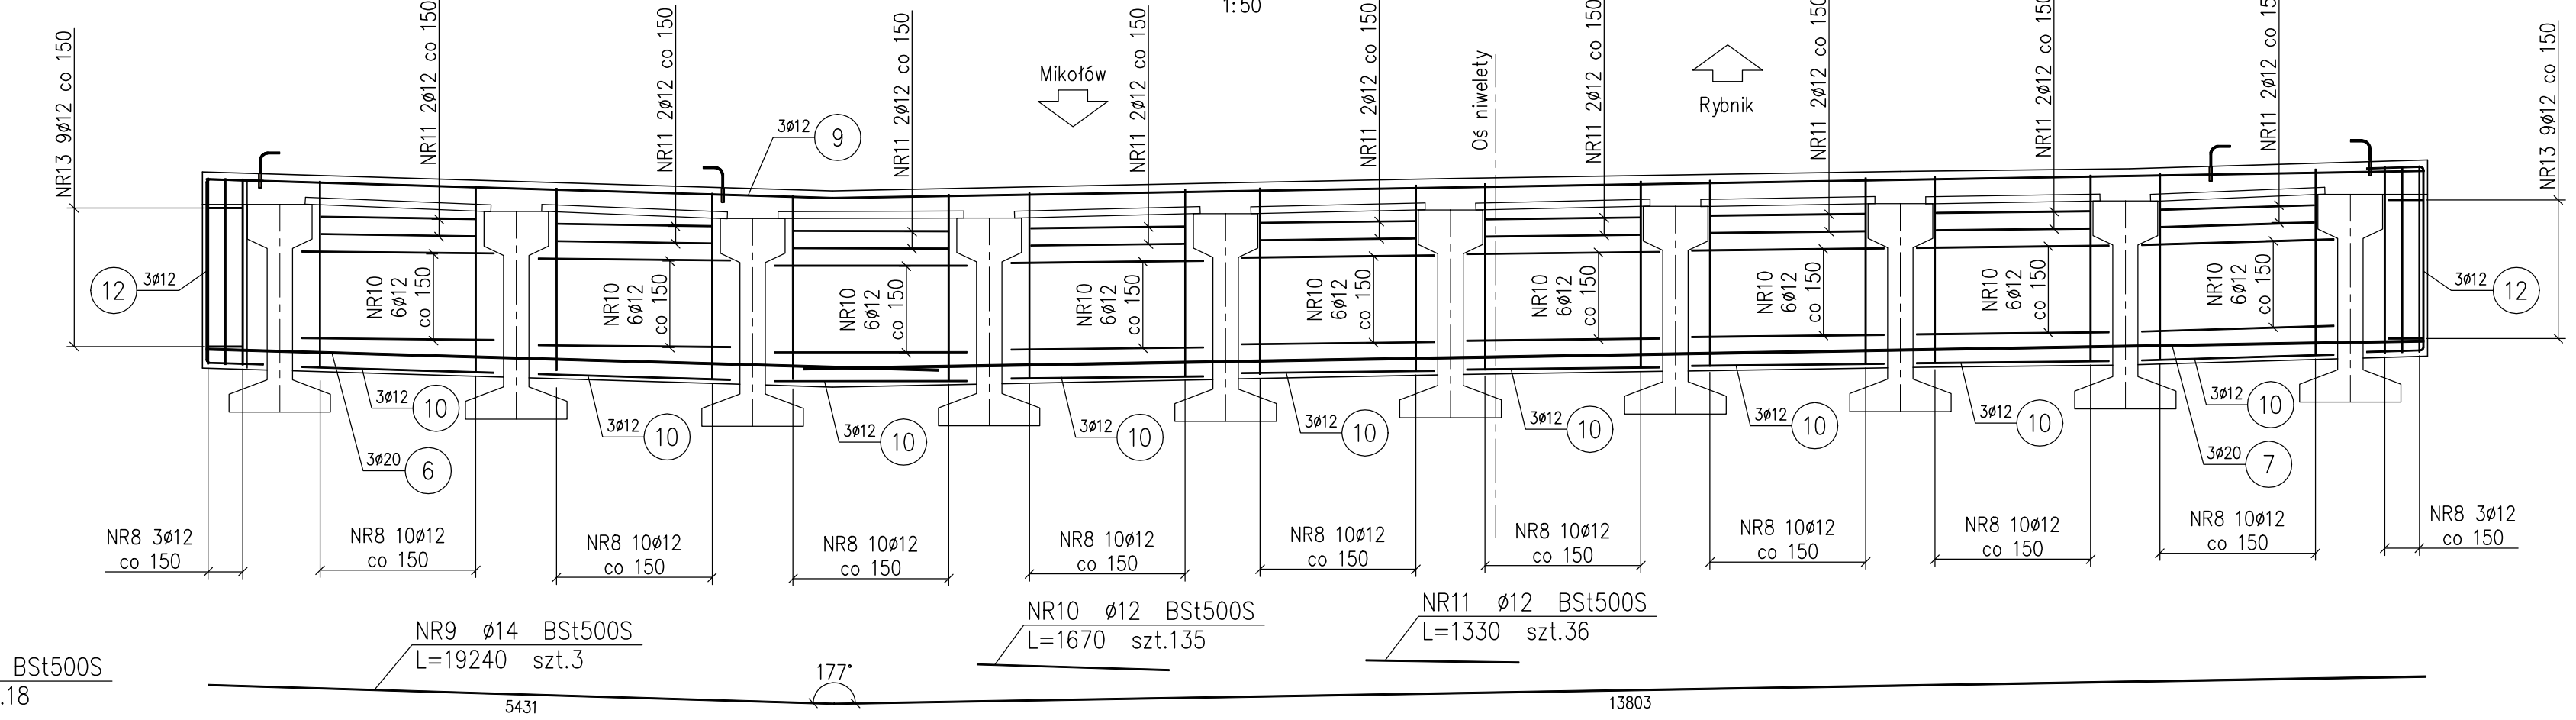 1:50
NR13 9ø12 co 150
NR11 2ø12 co 150
NR11 2ø12 co 150
NR11 2ø12 co 150
NR11 2ø12 co 150
NR11 2ø12 co 150
NR11 2ø12 co 150
NR11 2ø12 co 150
NR11 2ø12 co 150
NR11 2ø12 co 15
NR13 9ø12 co 150
Mikołów
Oś niwelety
Rybnik
3ø12 9
12 3ø12
NR10
6ø12
co 150
NR10
6ø12
co 150
NR10
6ø12
co 150
NR10
6ø12
co 150
NR10
6ø12
co 150
NR10
6ø12
co 150
NR10
6ø12
co 150
NR10
6ø12
co 150
NR10
6ø12
co 150
3ø12 12
3ø12 10
3ø12 10
3ø12 10
3ø12 10
3ø12 10
3ø12 10
3ø12 10
3ø12 10
3ø12 10
3ø20 6
3ø20 7
NR8 3ø12
co 150
NR8 10ø12
co 150
NR8 10ø12
co 150
NR8 10ø12
co 150
NR8 10ø12
co 150
NR8 10ø12
co 150
NR8 10ø12
co 150
NR8 10ø12
co 150
NR8 10ø12
co 150
NR8 10ø12
co 150
NR8 3ø12
co 150
BSt500S
.18
NR9 ø14 BSt500S
L=19240 szt.3
NR10 ø12 BSt500S
L=1670 szt.135
NR11 ø12 BSt500S
L=1330 szt.36
177°
5431
13803